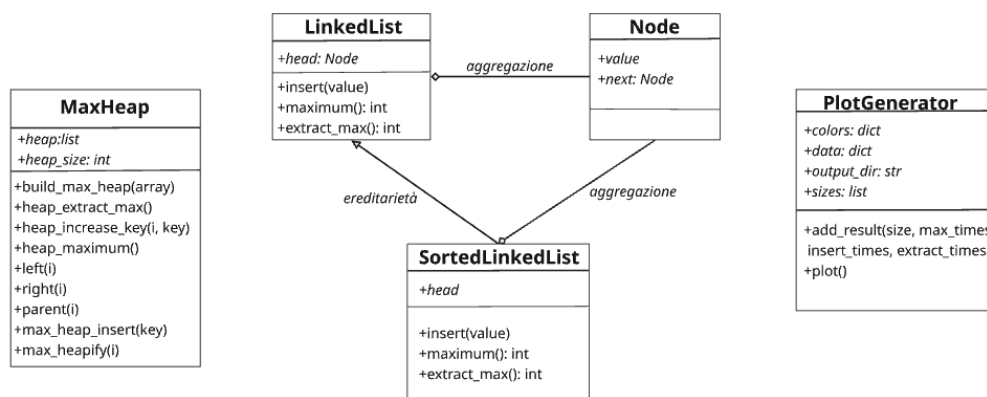 LinkedList
+head: Node
+insert(value)
+maximum(): int
+extract_max(): int
aggregazione
Node
+value
+next: Node
MaxHeap
+heap:list
+heap_size: int
+build_max_heap(array)
+heap_extract_max()
+heap_increase_key(i, key)
+heap_maximum()
+left(i)
+right(i)
+parent(i)
+max_heap_insert(key)
+max_heapify(i)
ereditarietà
aggregazione
SortedLinkedList
+head
+insert(value)
+maximum(): int
+extract_max(): int
PlotGenerator
+colors: dict
+data: dict
+output_dir: str
+sizes: list
+add_result(size, max_times
insert_times, extract_times
+plot()